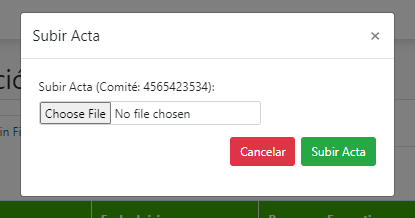 Subir Acta
×
Subir Acta (Comité: 4565423534):
Choose File No file chosen
Cancelar Subir Acta